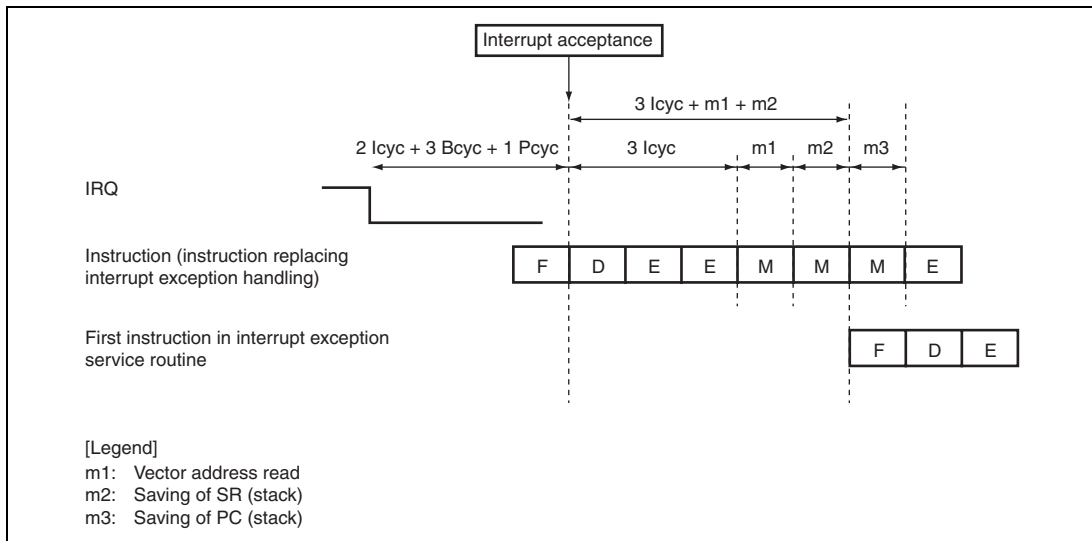 Interrupt acceptance
3 Icyc + m1 + m2
2 Icyc + 3 Bcyc + 1 Pcyc
3 Icyc
m1
m2
m3
IRQ
Instruction (instruction replacing
interrupt exception handling)
F D E E M M M E
First instruction in interrupt exception
service routine
F D E
[Legend]
m1: Vector address read
m2: Saving of SR (stack)
m3: Saving of PC (stack)